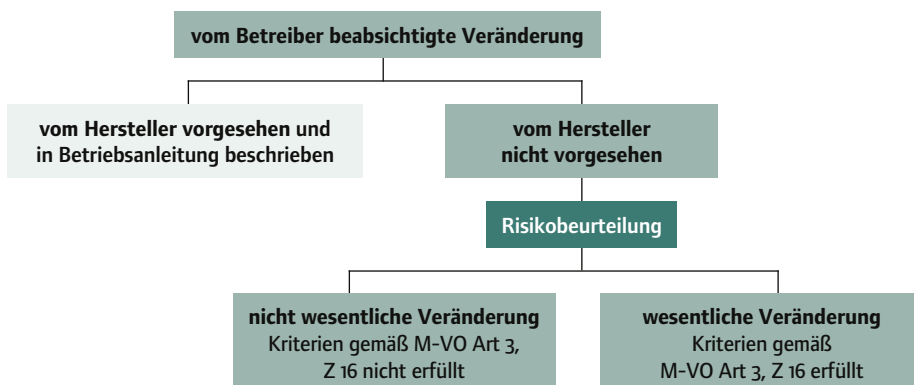 vom Betreiber beabsichtigte Veränderung
vom Hersteller vorgesehen und
in Betriebsanleitung beschrieben
vom Hersteller
nicht vorgesehen
Risikobeurteilung
nicht wesentliche Veränderung
Kriterien gemäß M-VO Art 3,
Z 16 nicht erfüllt
wesentliche Veränderung
Kriterien gemäß
M-VO Art 3, Z 16 erfüllt